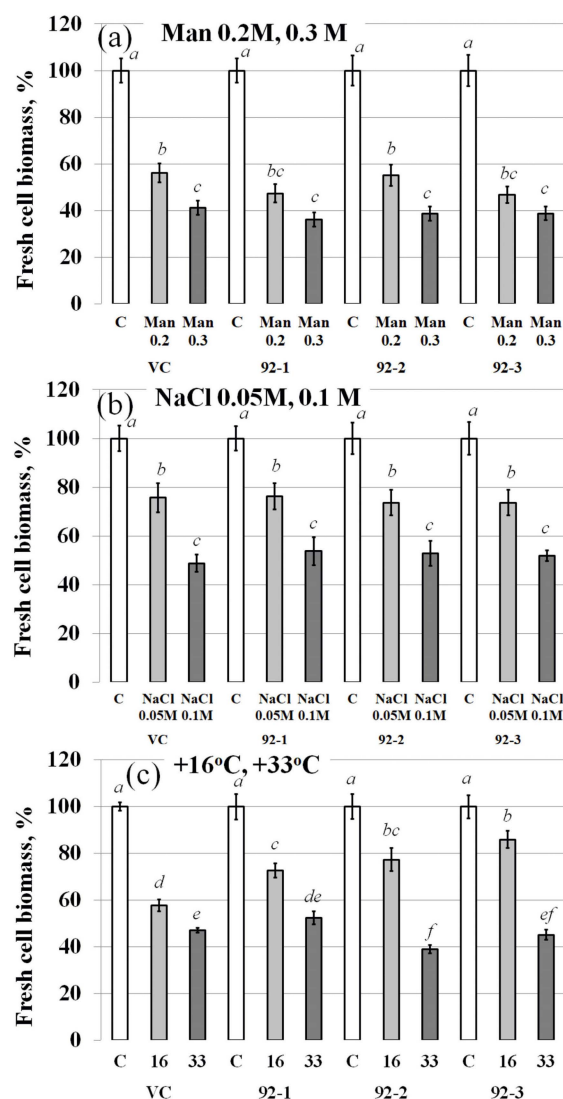 (a) Man 0.2M, 0.3 M
Fresh cell biomass, %
120
100
80
60
40
20
0
a b c a bc c a b c a bc c
C Man Man C Man Man C Man Man C Man Man
0.2 0.3 0.2 0.3 0.2 0.3 0.2 0.3
VC 92-1 92-2 92-3
(b) NaCl 0.05M, 0.1 M
Fresh cell biomass, %
120
100
80
60
40
20
0
a b c a b c a b c a b c
C NaCl NaCl C NaCl NaCl C NaCl NaCl C NaCl NaCl
0.05M 0.1M 0.05M 0.1M 0.05M 0.1M 0.05M 0.1M
VC 92-1 92-2 92-3
(c) +16°C, +33°C
Fresh cell biomass, %
120
100
80
60
40
20
0
a d e a c de a bc f a b ef
C 16 33 C 16 33 C 16 33 C 16 33
VC 92-1 92-2 92-3